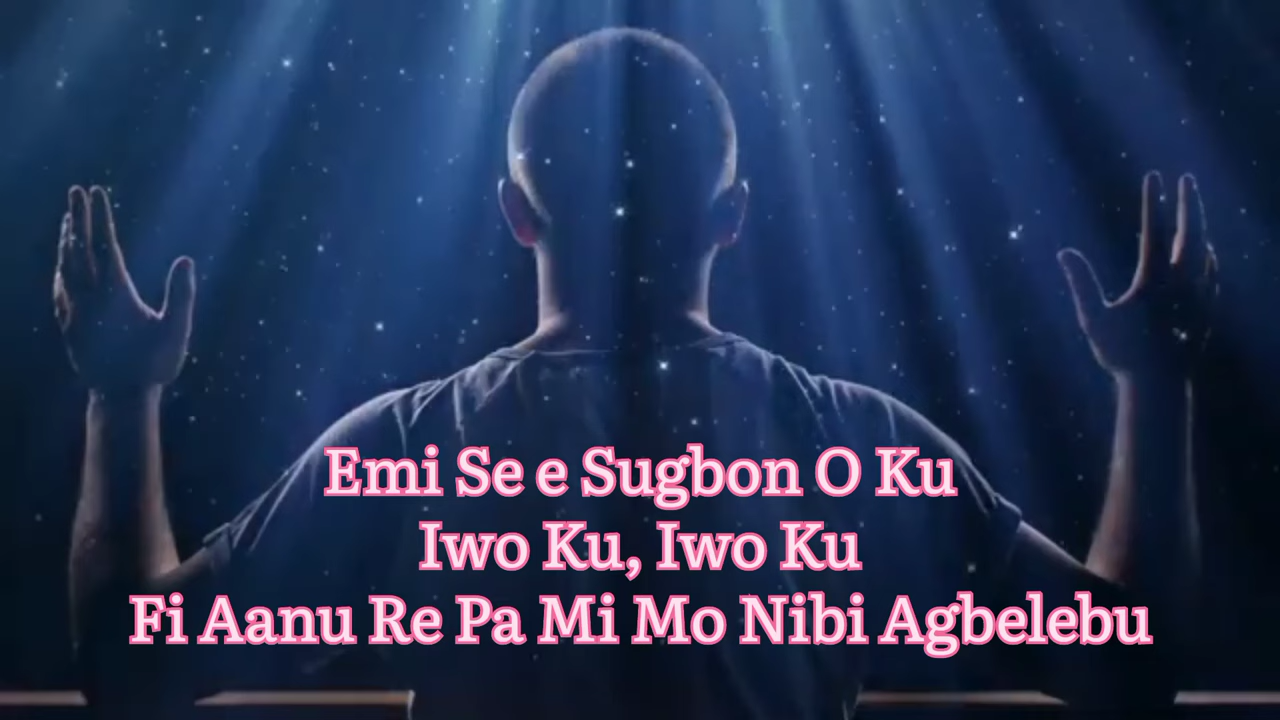 Emi Se e Sugbon O Ku
Iwo Ku, Iwo Ku
Fi Aanu Re Pa Mi Mo Nibi Agbelebu